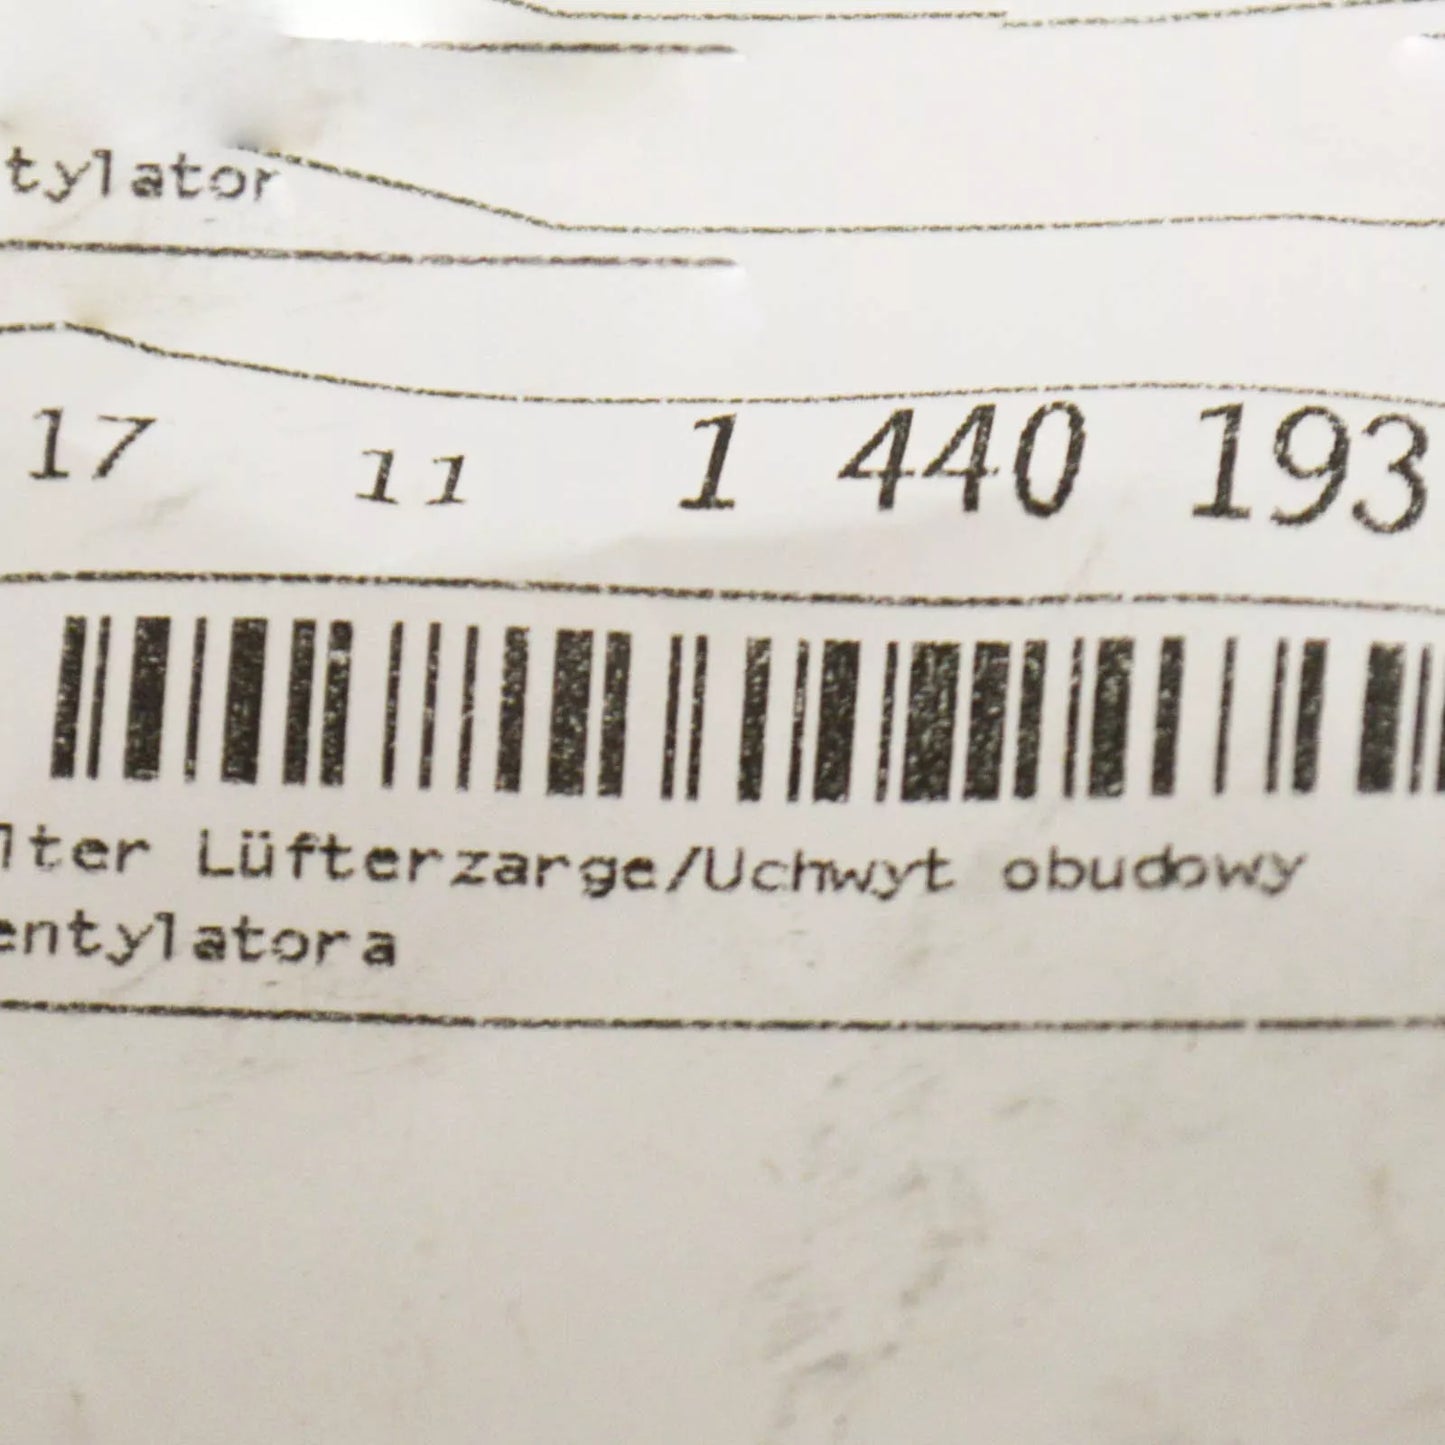 tylator
17 11 1 440 193
lter Lüfterzarge/Uchwyt obudowy
entylatora